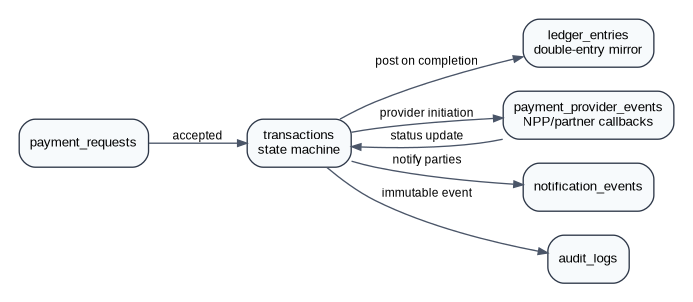 ledger_entries
double-entry mirror
post on completion
payment_provider_events
NPP/partner callbacks
provider initiation
payment_requests
accepted
transactions
state machine
status update
notify parties
notification_events
immutable event
audit_logs